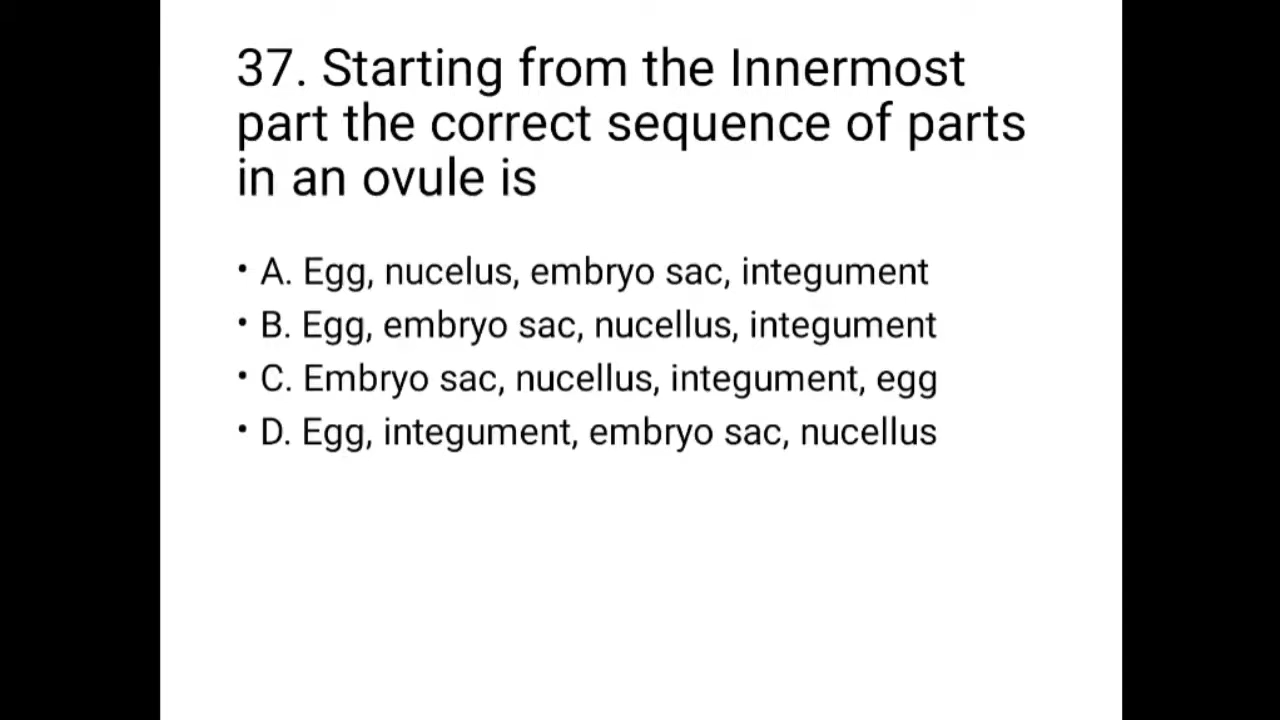 37. Starting from the Innermost
part the correct sequence of parts
in an ovule is
• A. Egg, nucelus, embryo sac, integument
• B. Egg, embryo sac, nucellus, integument
• C. Embryo sac, nucellus, integument, egg
• D. Egg, integument, embryo sac, nucellus